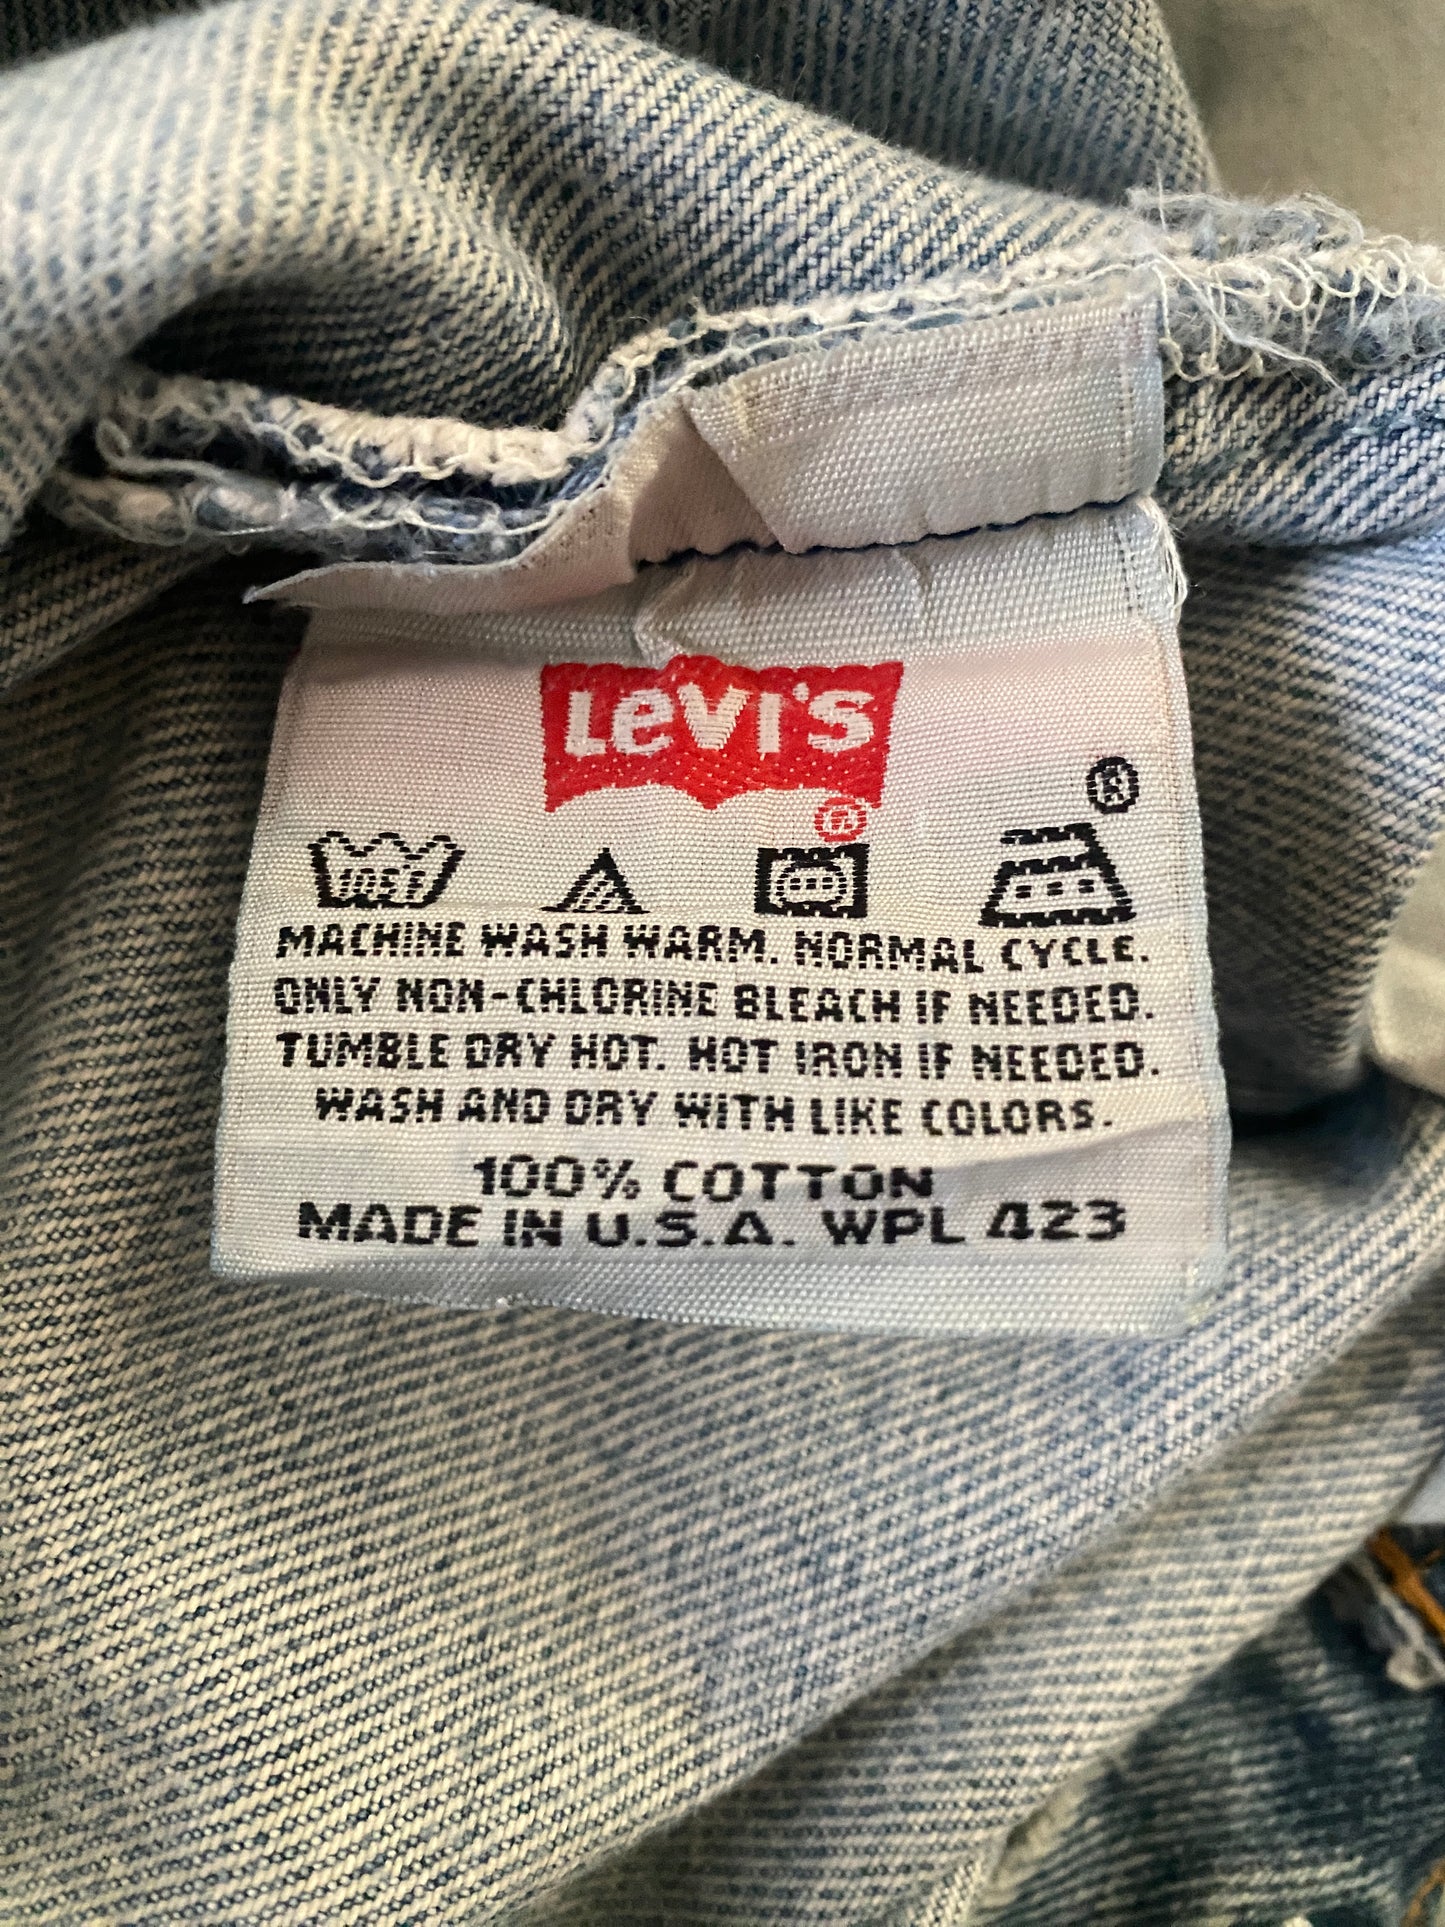 LEVI'S
®
®
105F
MACHINE WASH WARM. NORMAL CYCLE.
ONLY NON-CHLORINE BLEACH IF NEEDED.
TUMBLE DRY HOT. HOT IRON IF NEEDED.
WASH AND DRY WITH LIKE COLORS.
100% COTTON
MADE IN U.S.A. WPL 423